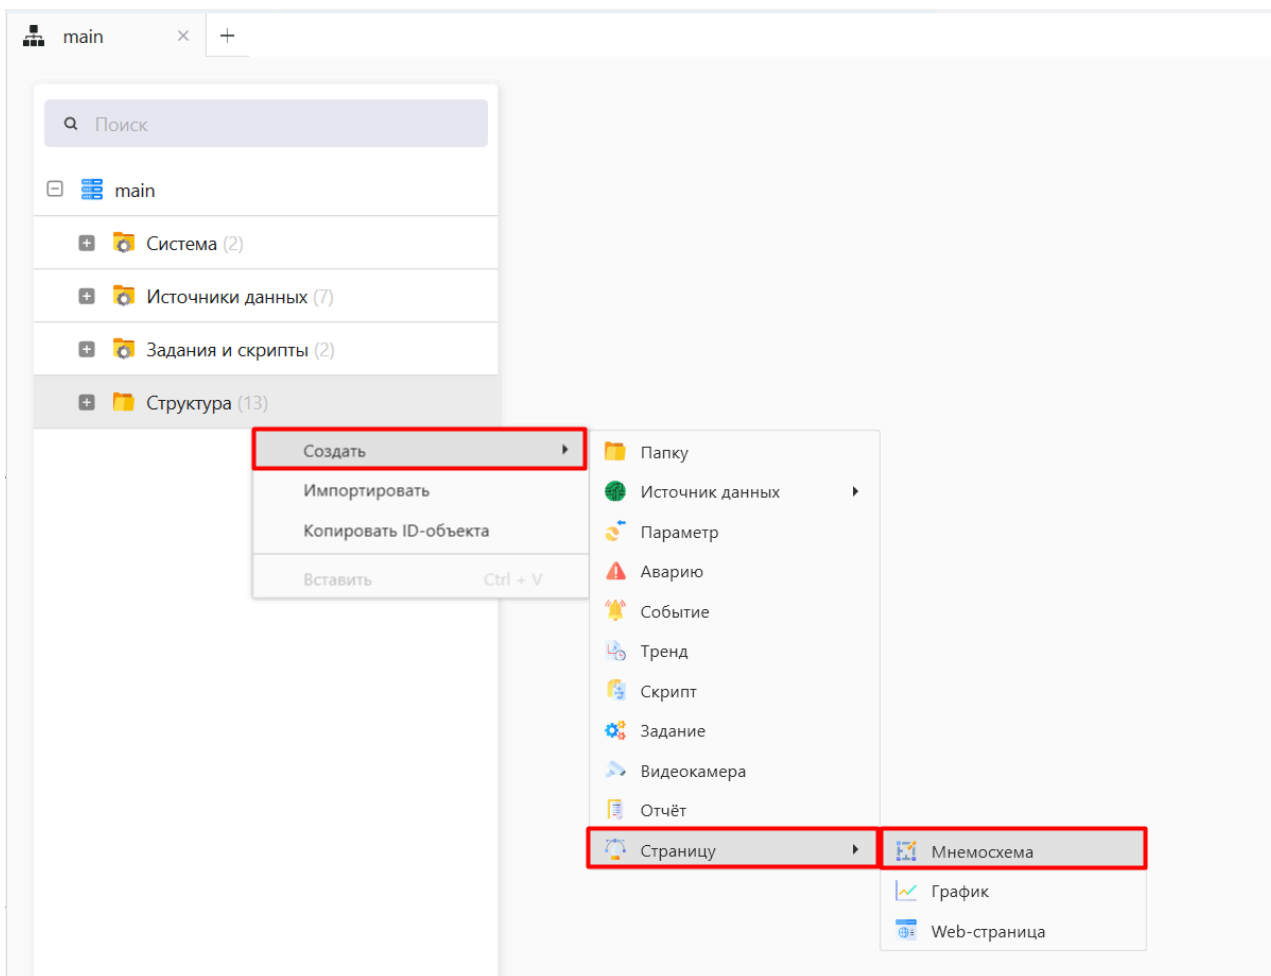 main
Поиск
main
Система (2)
Источники данных (7)
Задания и скрипты (2)
Структура (13)
Создать
Импортировать
Копировать ID-объекта
Вставить Ctrl + V
Папку
Источник данных
Параметр
Аварию
Событие
Тренд
Скрипт
Задание
Видеокамера
Отчёт
Страницу
Мнемосхема
График
Web-страница